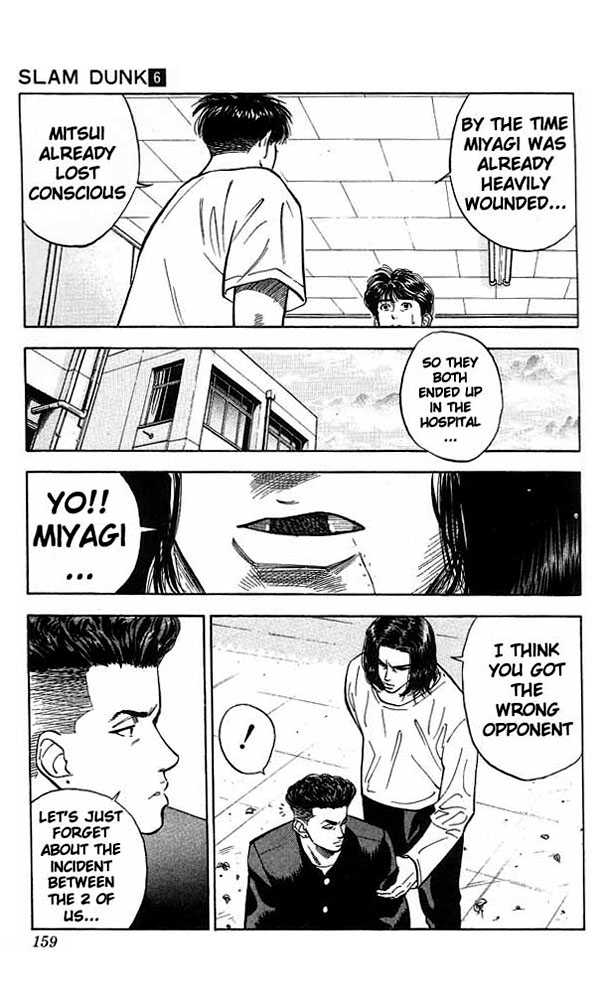 SLAM DUNK 6
BY THE TIME
MIYAGI WAS
ALREADY
HEAVILY
WOUNDED...
MITSUI
ALREADY
LOST
CONSCIOUS
SO THEY
BOTH
ENDED UP
IN THE
HOSPITAL
...
YO!!
MIYAGI
...
I THINK
YOU GOT
THE
WRONG
OPPONENT
!
LET'S JUST
FORGET
ABOUT THE
INCIDENT
BETWEEN
THE 2 OF
US...
159